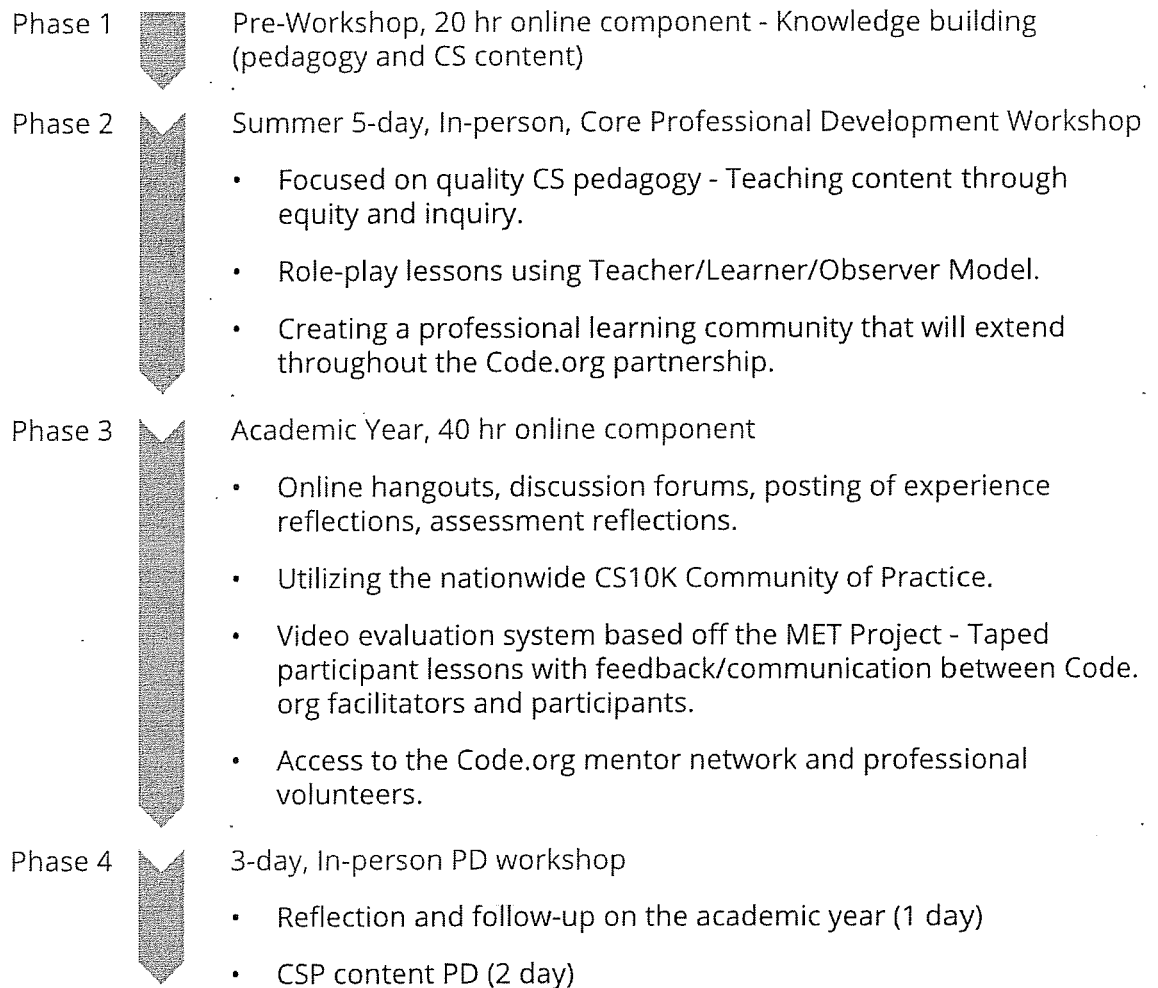 Phase 1 Pre-Workshop, 20 hr online component - Knowledge building
(pedagogy and CS content)
Phase 2 Summer 5-day, In-person, Core Professional Development Workshop
• Focused on quality CS pedagogy - Teaching content through
equity and inquiry.
• Role-play lessons using Teacher/Learner/Observer Model.
• Creating a professional learning community that will extend
throughout the Code.org partnership.
Phase 3 Academic Year, 40 hr online component
• Online hangouts, discussion forums, posting of experience
reflections, assessment reflections.
• Utilizing the nationwide CS10K Community of Practice.
• Video evaluation system based off the MET Project - Taped
participant lessons with feedback/communication between Code.
org facilitators and participants.
• Access to the Code.org mentor network and professional
volunteers.
Phase 4 3-day, In-person PD workshop
• Reflection and follow-up on the academic year (1 day)
• CSP content PD (2 day)